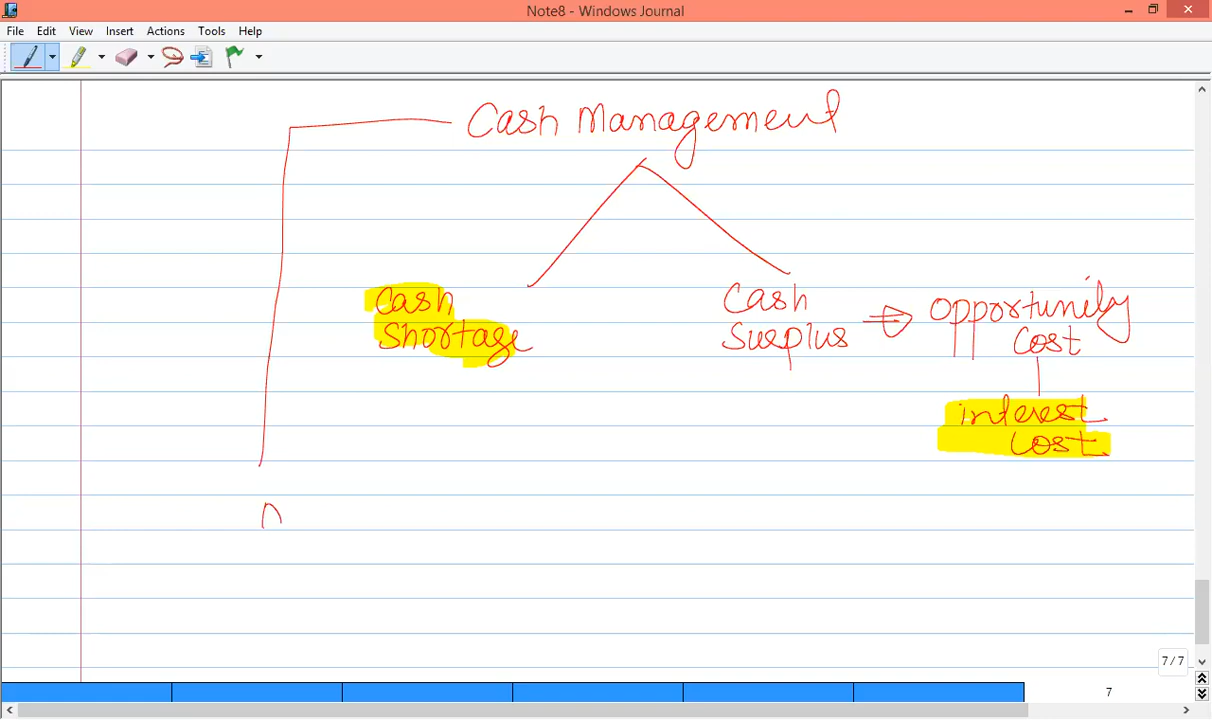 Note8 - Windows Journal
File Edit View Insert Actions Tools Help
Cash Management
Cash
Shortage
Cash
Surplus
Opportunity
Cost
interest
Cost
7 / 7
7